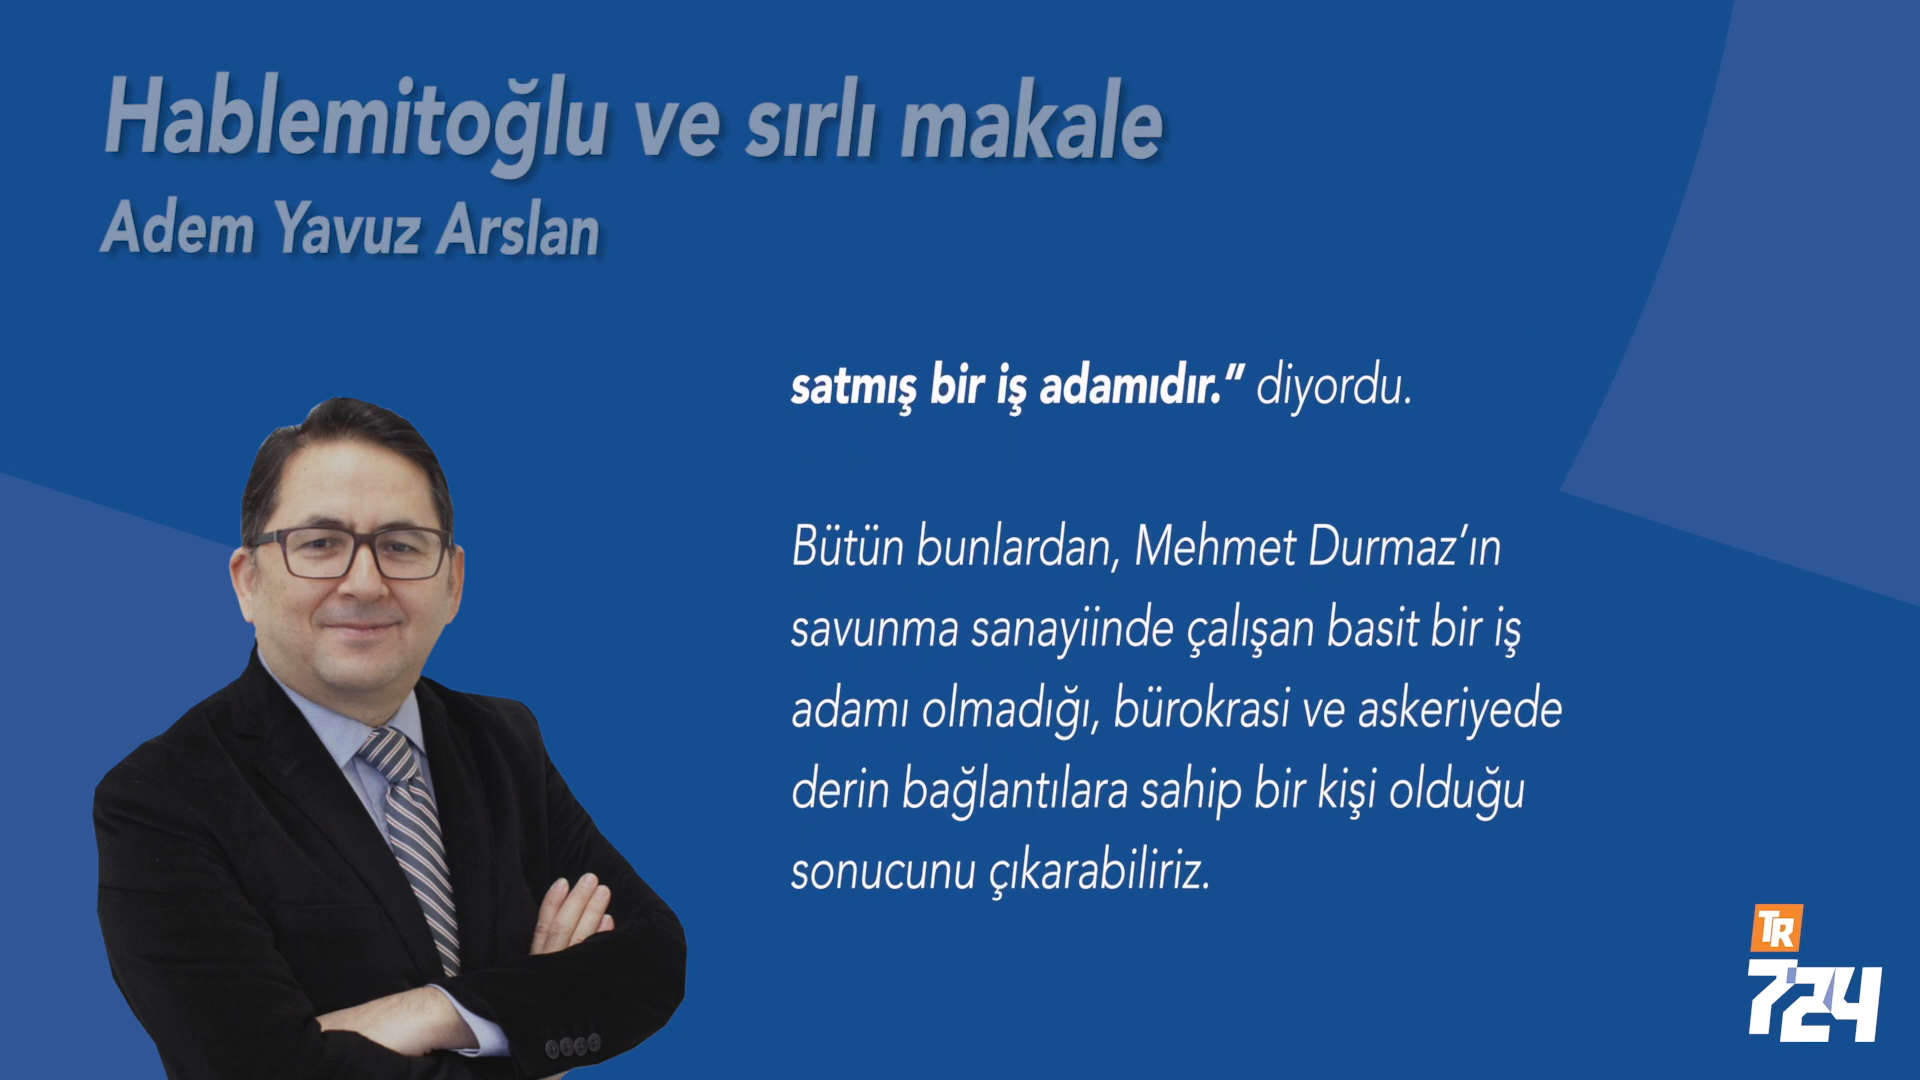 Hablemitoğlu ve sırlı makale
Adem Yavuz Arslan
satmış bir iş adamıdır.” diyordu.
Bütün bunlardan, Mehmet Durmaz’ın
savunma sanayiinde çalışan basit bir iş
adamı olmadığı, bürokrasi ve askeriyede
derin bağlantılara sahip bir kişi olduğu
sonucunu çıkarabiliriz.
TR
724